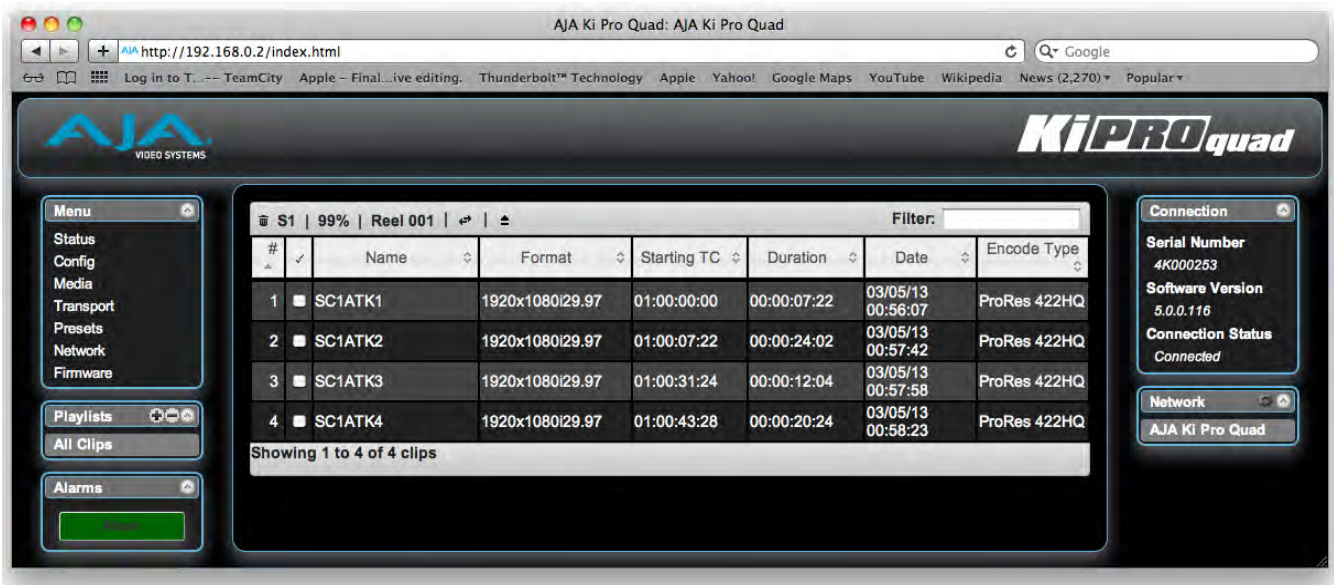 AJA Ki Pro Quad: AJA Ki Pro Quad
AJA http://192.168.0.2/index.html
Google
Log in to T...-- TeamCity Apple – Final...ive editing. Thunderbolt™ Technology Apple Yahoo! Google Maps YouTube Wikipedia News (2,270) Popular
AJA
VIDEO SYSTEMS
KiPRO quad
Menu
Status
Config
Media
Transport
Presets
Network
Firmware
Playlists
All Clips
Alarms
S1 | 99% | Reel 001 | |
Filter:
# ✓ Name Format Starting TC Duration Date Encode Type
1 SC1ATK1 1920x1080i29.97 01:00:00:00 00:00:07:22 03/05/13 00:56:07 ProRes 422HQ
2 SC1ATK2 1920x1080i29.97 01:00:07:22 00:00:24:02 03/05/13 00:57:42 ProRes 422HQ
3 SC1ATK3 1920x1080i29.97 01:00:31:24 00:00:12:04 03/05/13 00:57:58 ProRes 422HQ
4 SC1ATK4 1920x1080i29.97 01:00:43:28 00:00:20:24 03/05/13 00:58:23 ProRes 422HQ
Showing 1 to 4 of 4 clips
Connection
Serial Number
4K000253
Software Version
5.0.0.116
Connection Status
Connected
Network
AJA Ki Pro Quad